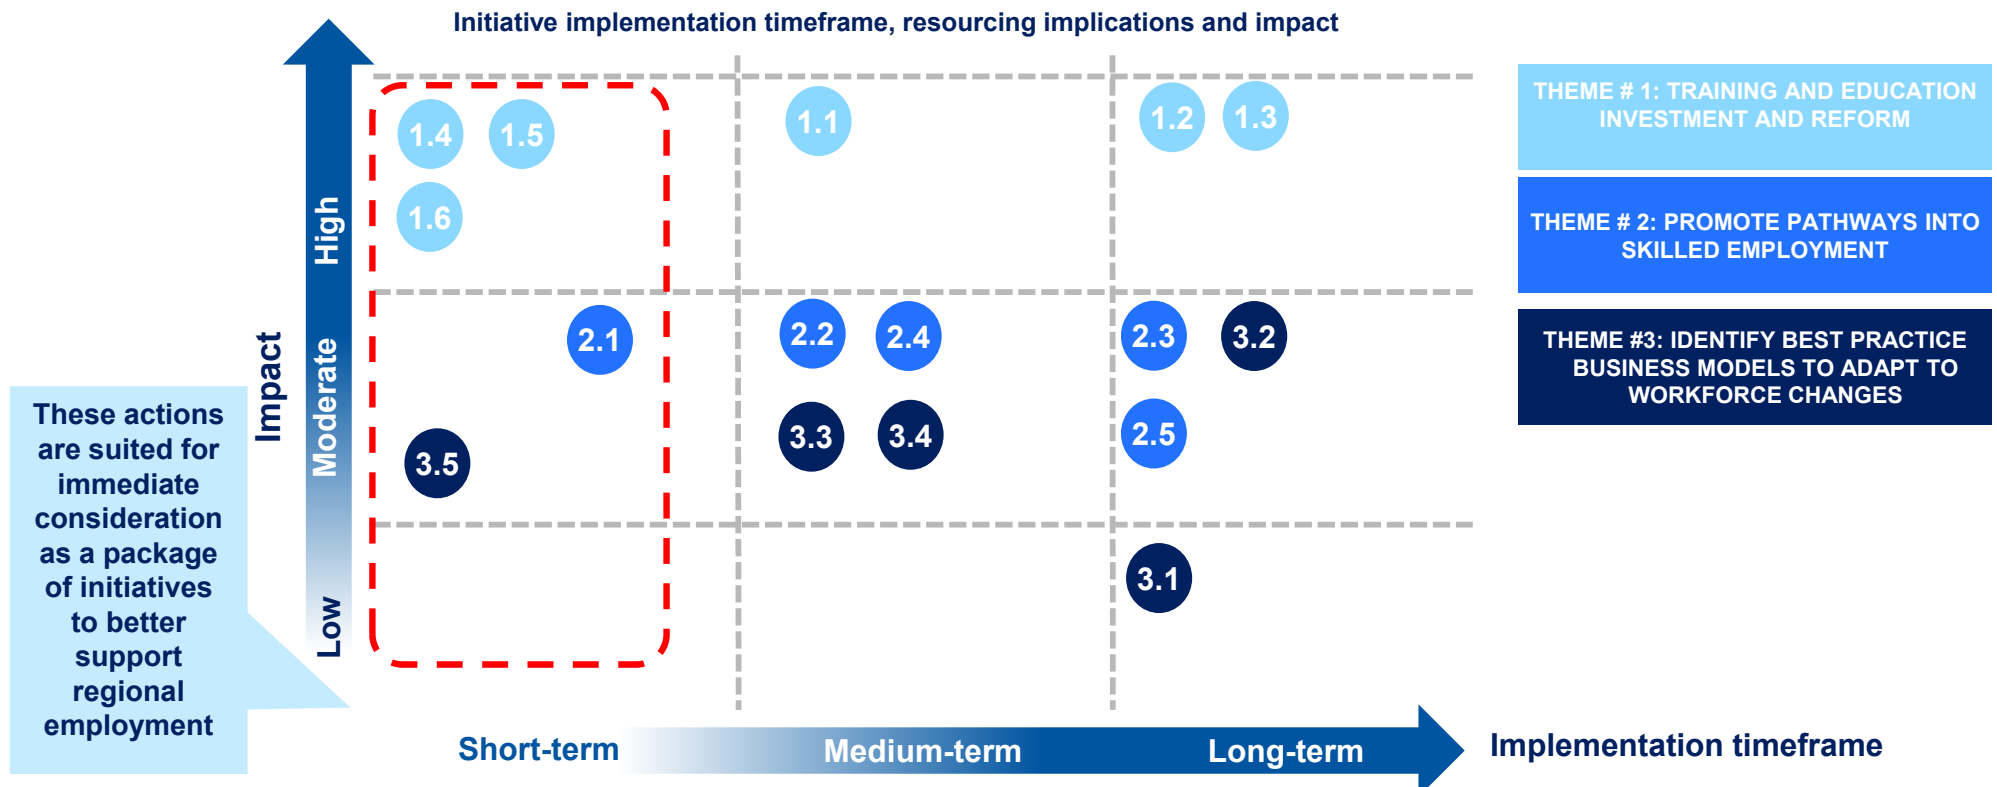 Initiative implementation timeframe, resourcing implications and impact
THEME # 1: TRAINING AND EDUCATION
INVESTMENT AND REFORM
THEME # 2: PROMOTE PATHWAYS INTO
SKILLED EMPLOYMENT
THEME #3: IDENTIFY BEST PRACTICE
BUSINESS MODELS TO ADAPT TO
WORKFORCE CHANGES
Impact
High
Moderate
Low
1.4
1.5
1.6
1.1
1.2
1.3
2.1
2.2
2.4
2.3
3.2
3.5
3.3
3.4
2.5
3.1
These actions
are suited for
immediate
consideration
as a package
of initiatives
to better
support
regional
employment
Short-term
Medium-term
Long-term
Implementation timeframe